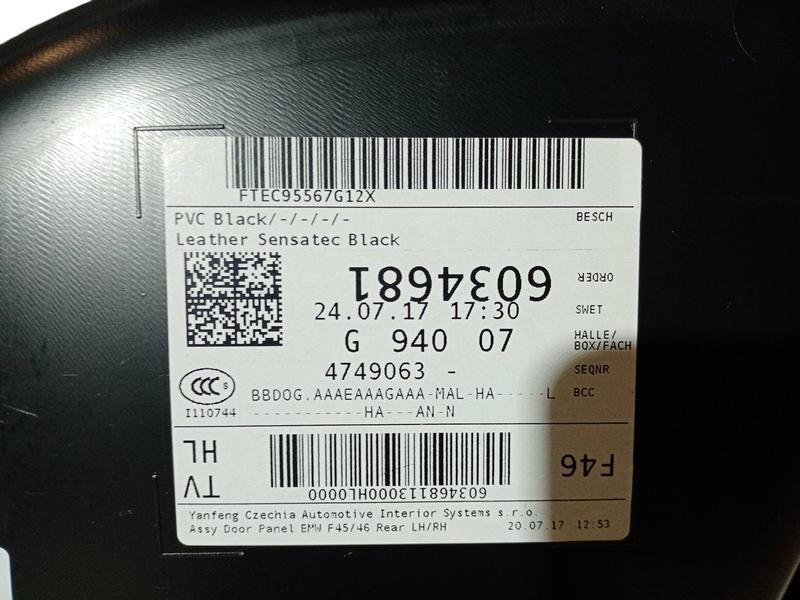 FTEC95567G12X
PVC Black/-/-/-/- BESCH
Leather Sensatec Black
6034681 ORDER
24.07.17 17:30 SWET
G 940 07 HALLE/
BOX/FACH
4749063 - SEQNR
CCC S
BBDOG.AAAEAAAGAAA-MAL-HA-----L BCC
I110744
-----------HA---AN-N
HL
TV
F46
603468113000HL0000
Yanfeng Czechia Automotive Interior Systems s.r.o.
Assy Door Panel BMW F45/46 Rear LH/RH 20.07.17 12:53